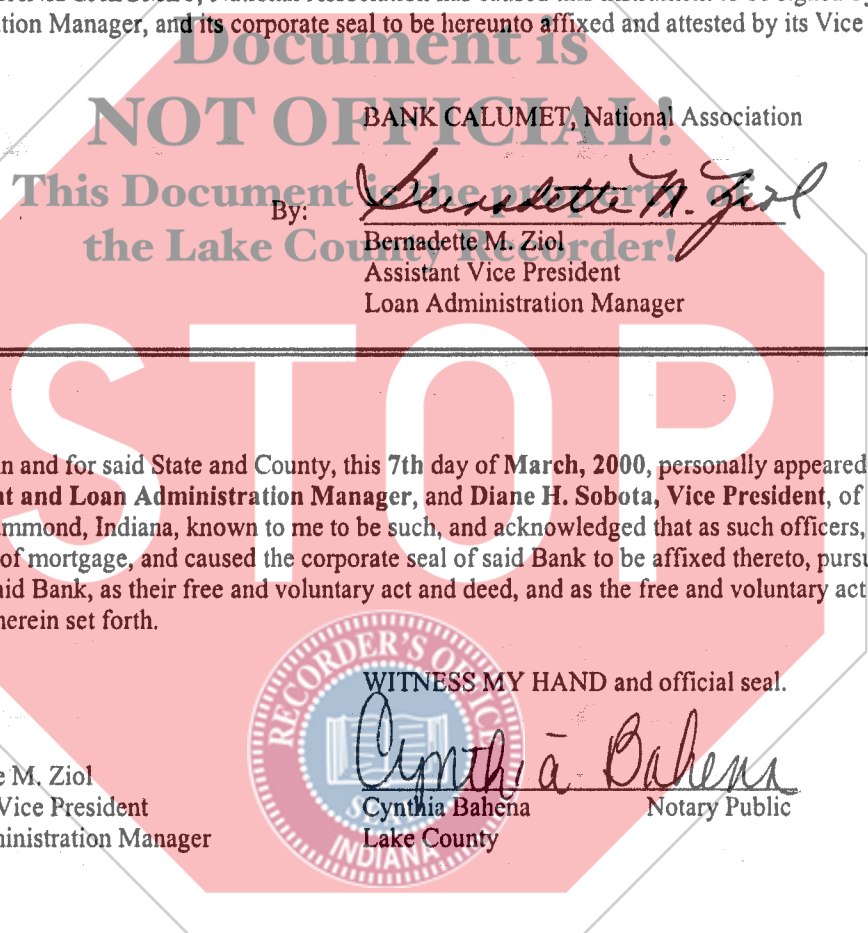 tion Manager, and its corporate seal to be hereunto affixed and attested by its Vice
Document is
NOT OFFICIAL!
BANK CALUMET, National Association
This Document is the property of
By: Bernadette M. Ziol
the Lake County Recorder!
Bernadette M. Ziol
Assistant Vice President
Loan Administration Manager
STOP
n and for said State and County, this 7th day of March, 2000, personally appeared
nt and Loan Administration Manager, and Diane H. Sobota, Vice President, of
ammond, Indiana, known to me to be such, and acknowledged that as such officers,
of mortgage, and caused the corporate seal of said Bank to be affixed thereto, pursu
aid Bank, as their free and voluntary act and deed, and as the free and voluntary act
herein set forth.
RECORDER'S OFFICE
WITNESS MY HAND and official seal.
Cynthia Bahena
e M. Ziol
Vice President
Cynthia Bahena Notary Public
SEAL
ministration Manager
Lake County
INDIANA